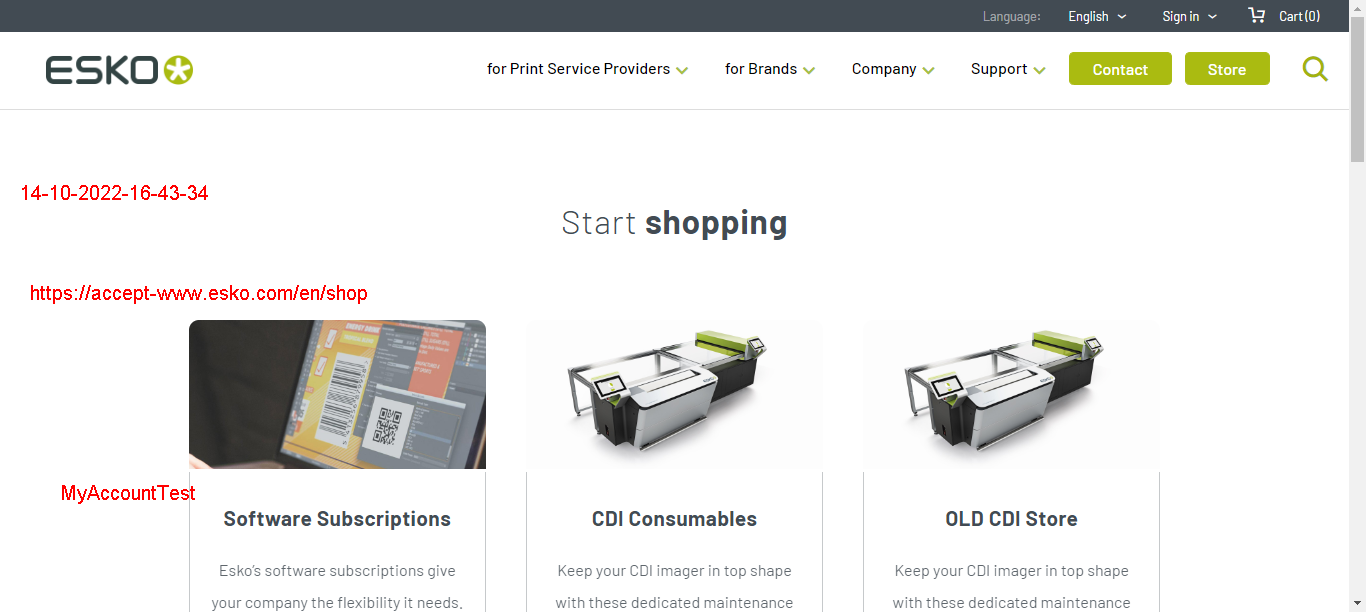 Language: English Sign in Cart (0)
ESKO for Print Service Providers for Brands Company Support Contact Store
14-10-2022-16-43-34
Start shopping
https://accept-www.esko.com/en/shop
MyAccountTest
Software Subscriptions CDI Consumables OLD CDI Store
Esko's software subscriptions give Keep your CDI imager in top shape Keep your CDI imager in top shape
your company the flexibility it needs. with these dedicated maintenance with these dedicated maintenance